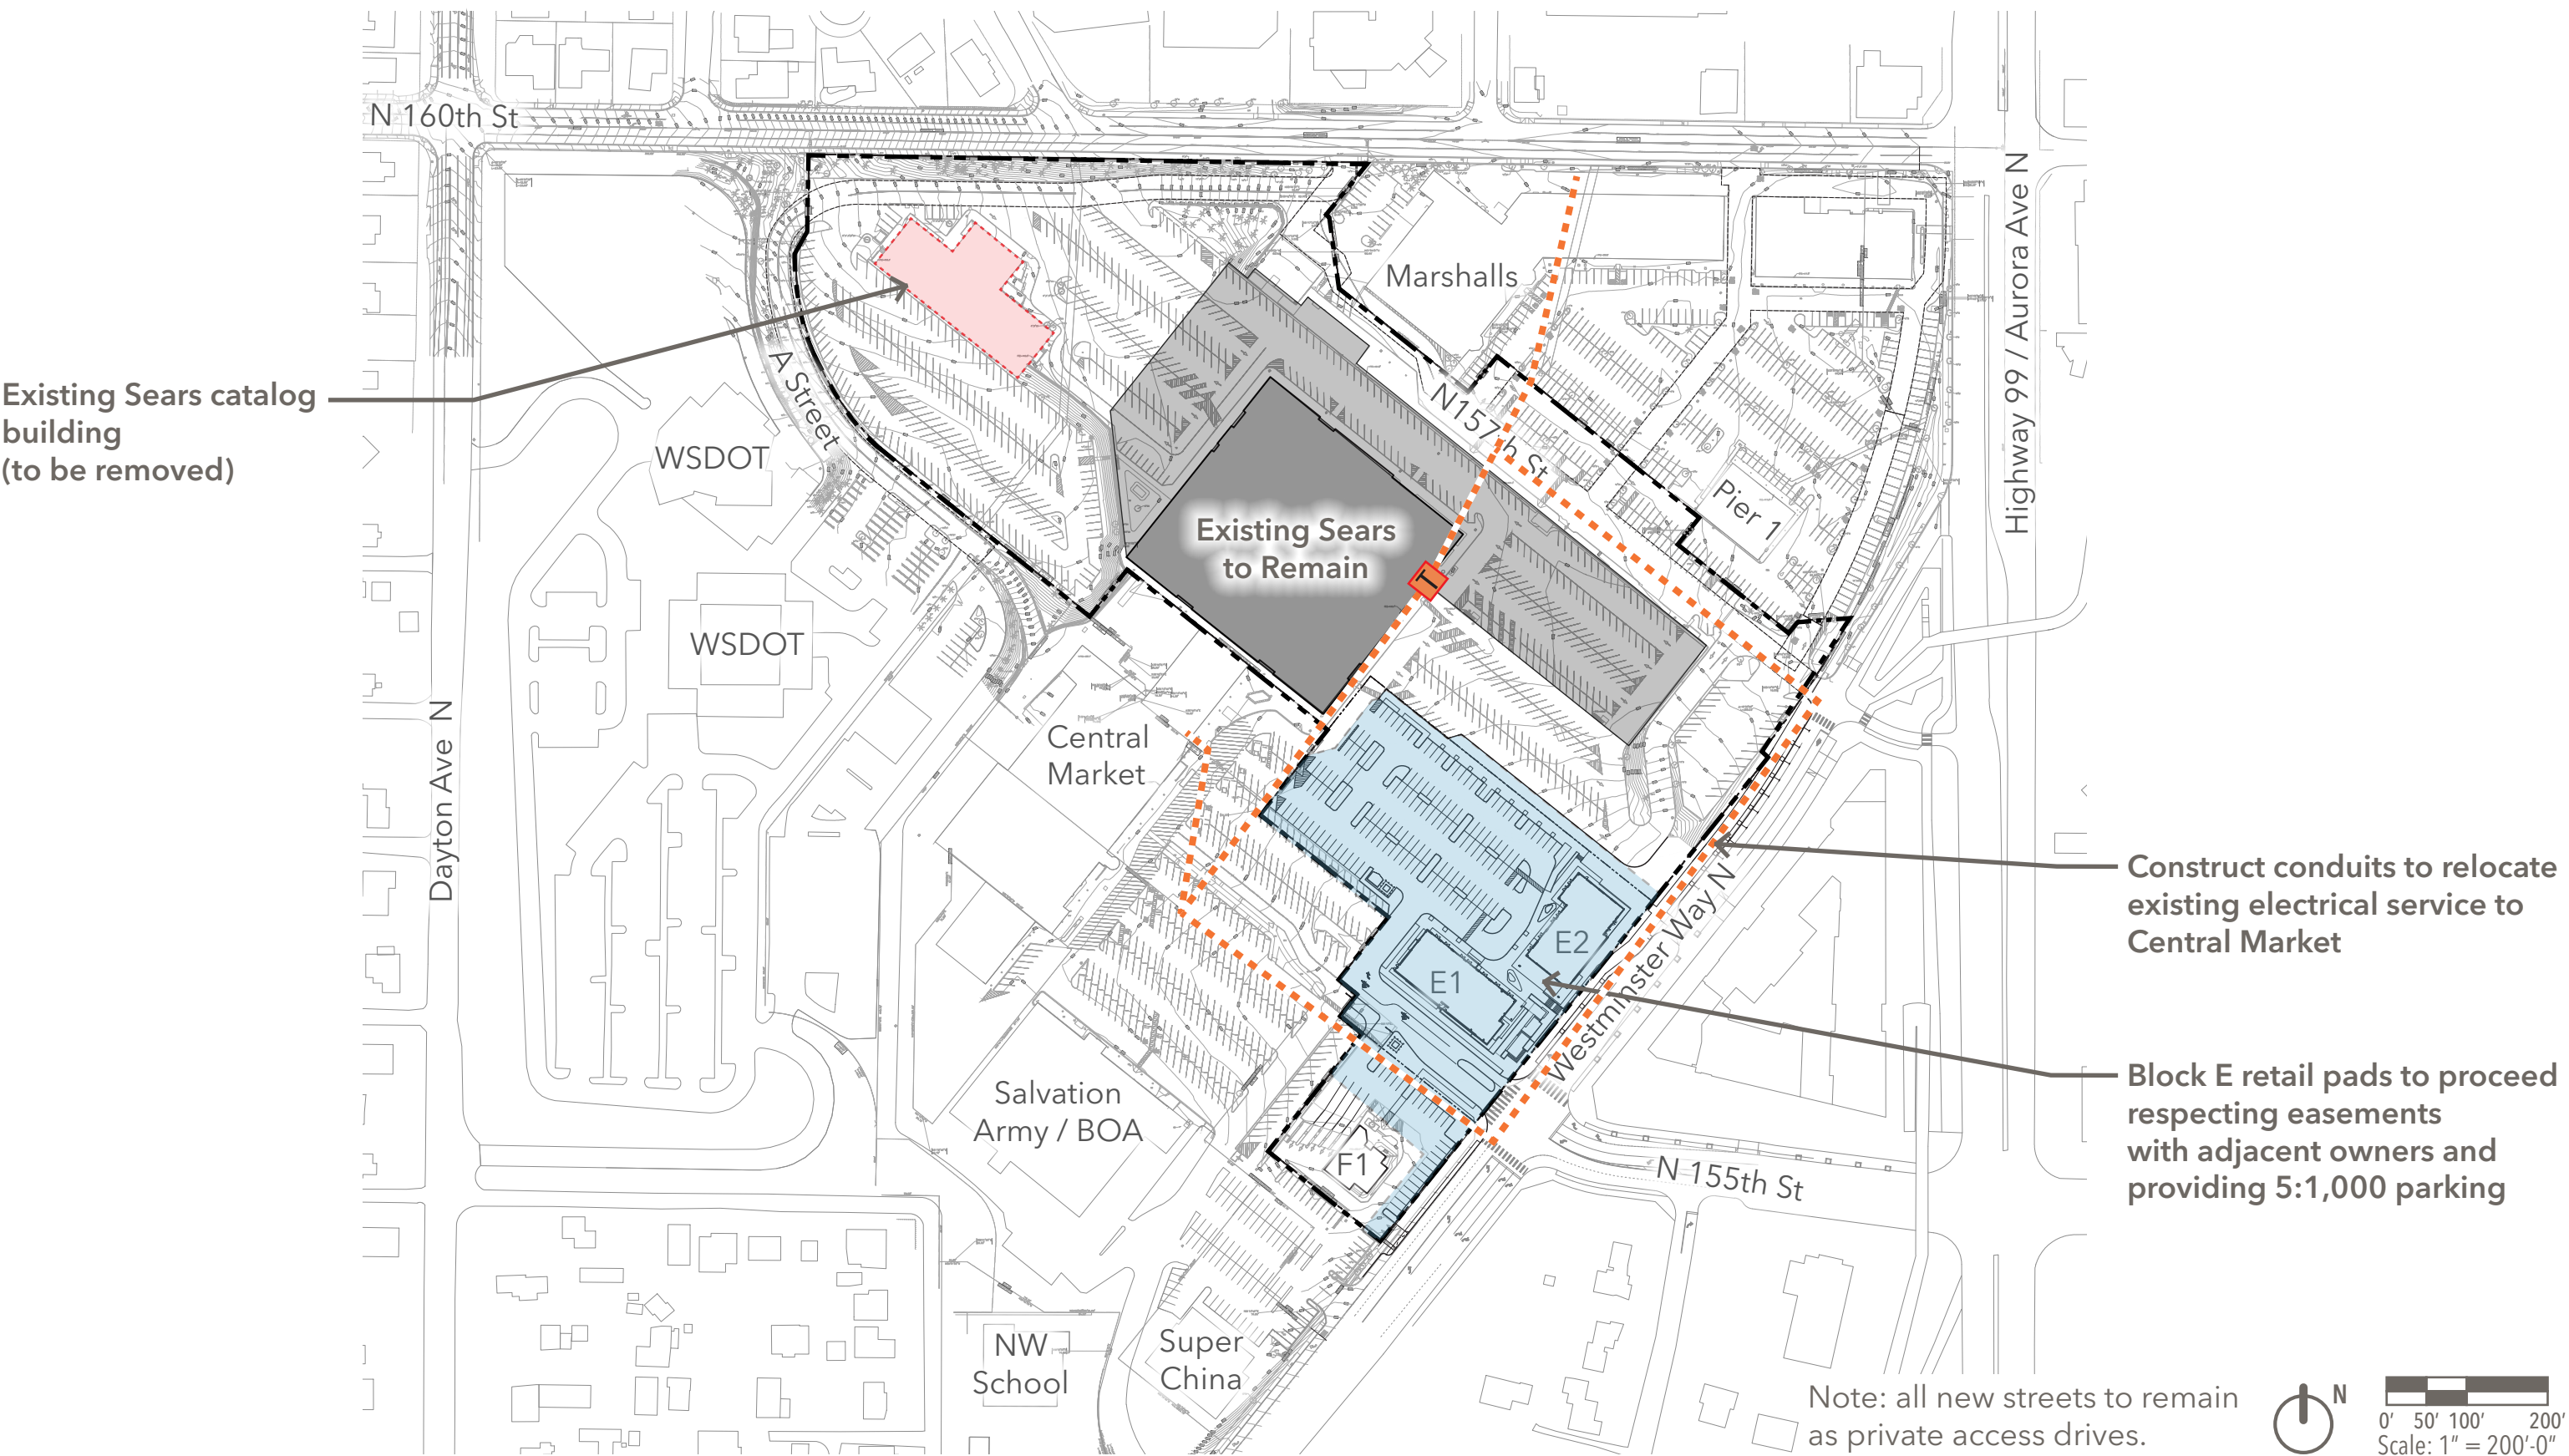 N 160th St
Highway 99 / Aurora Ave N
Marshalls
A Street
N 157th St
Existing Sears catalog
building
(to be removed)
WSDOT
Pier 1
Existing Sears
to Remain
T
WSDOT
Dayton Ave N
Central
Market
Construct conduits to relocate
existing electrical service to
Central Market
E2
E1
Westminster Way N
Block E retail pads to proceed
respecting easements
with adjacent owners and
providing 5:1,000 parking
Salvation
Army / BOA
F1
N 155th St
NW
School
Super
China
Note: all new streets to remain
as private access drives.
N
0' 50' 100' 200'
Scale: 1" = 200'-0"